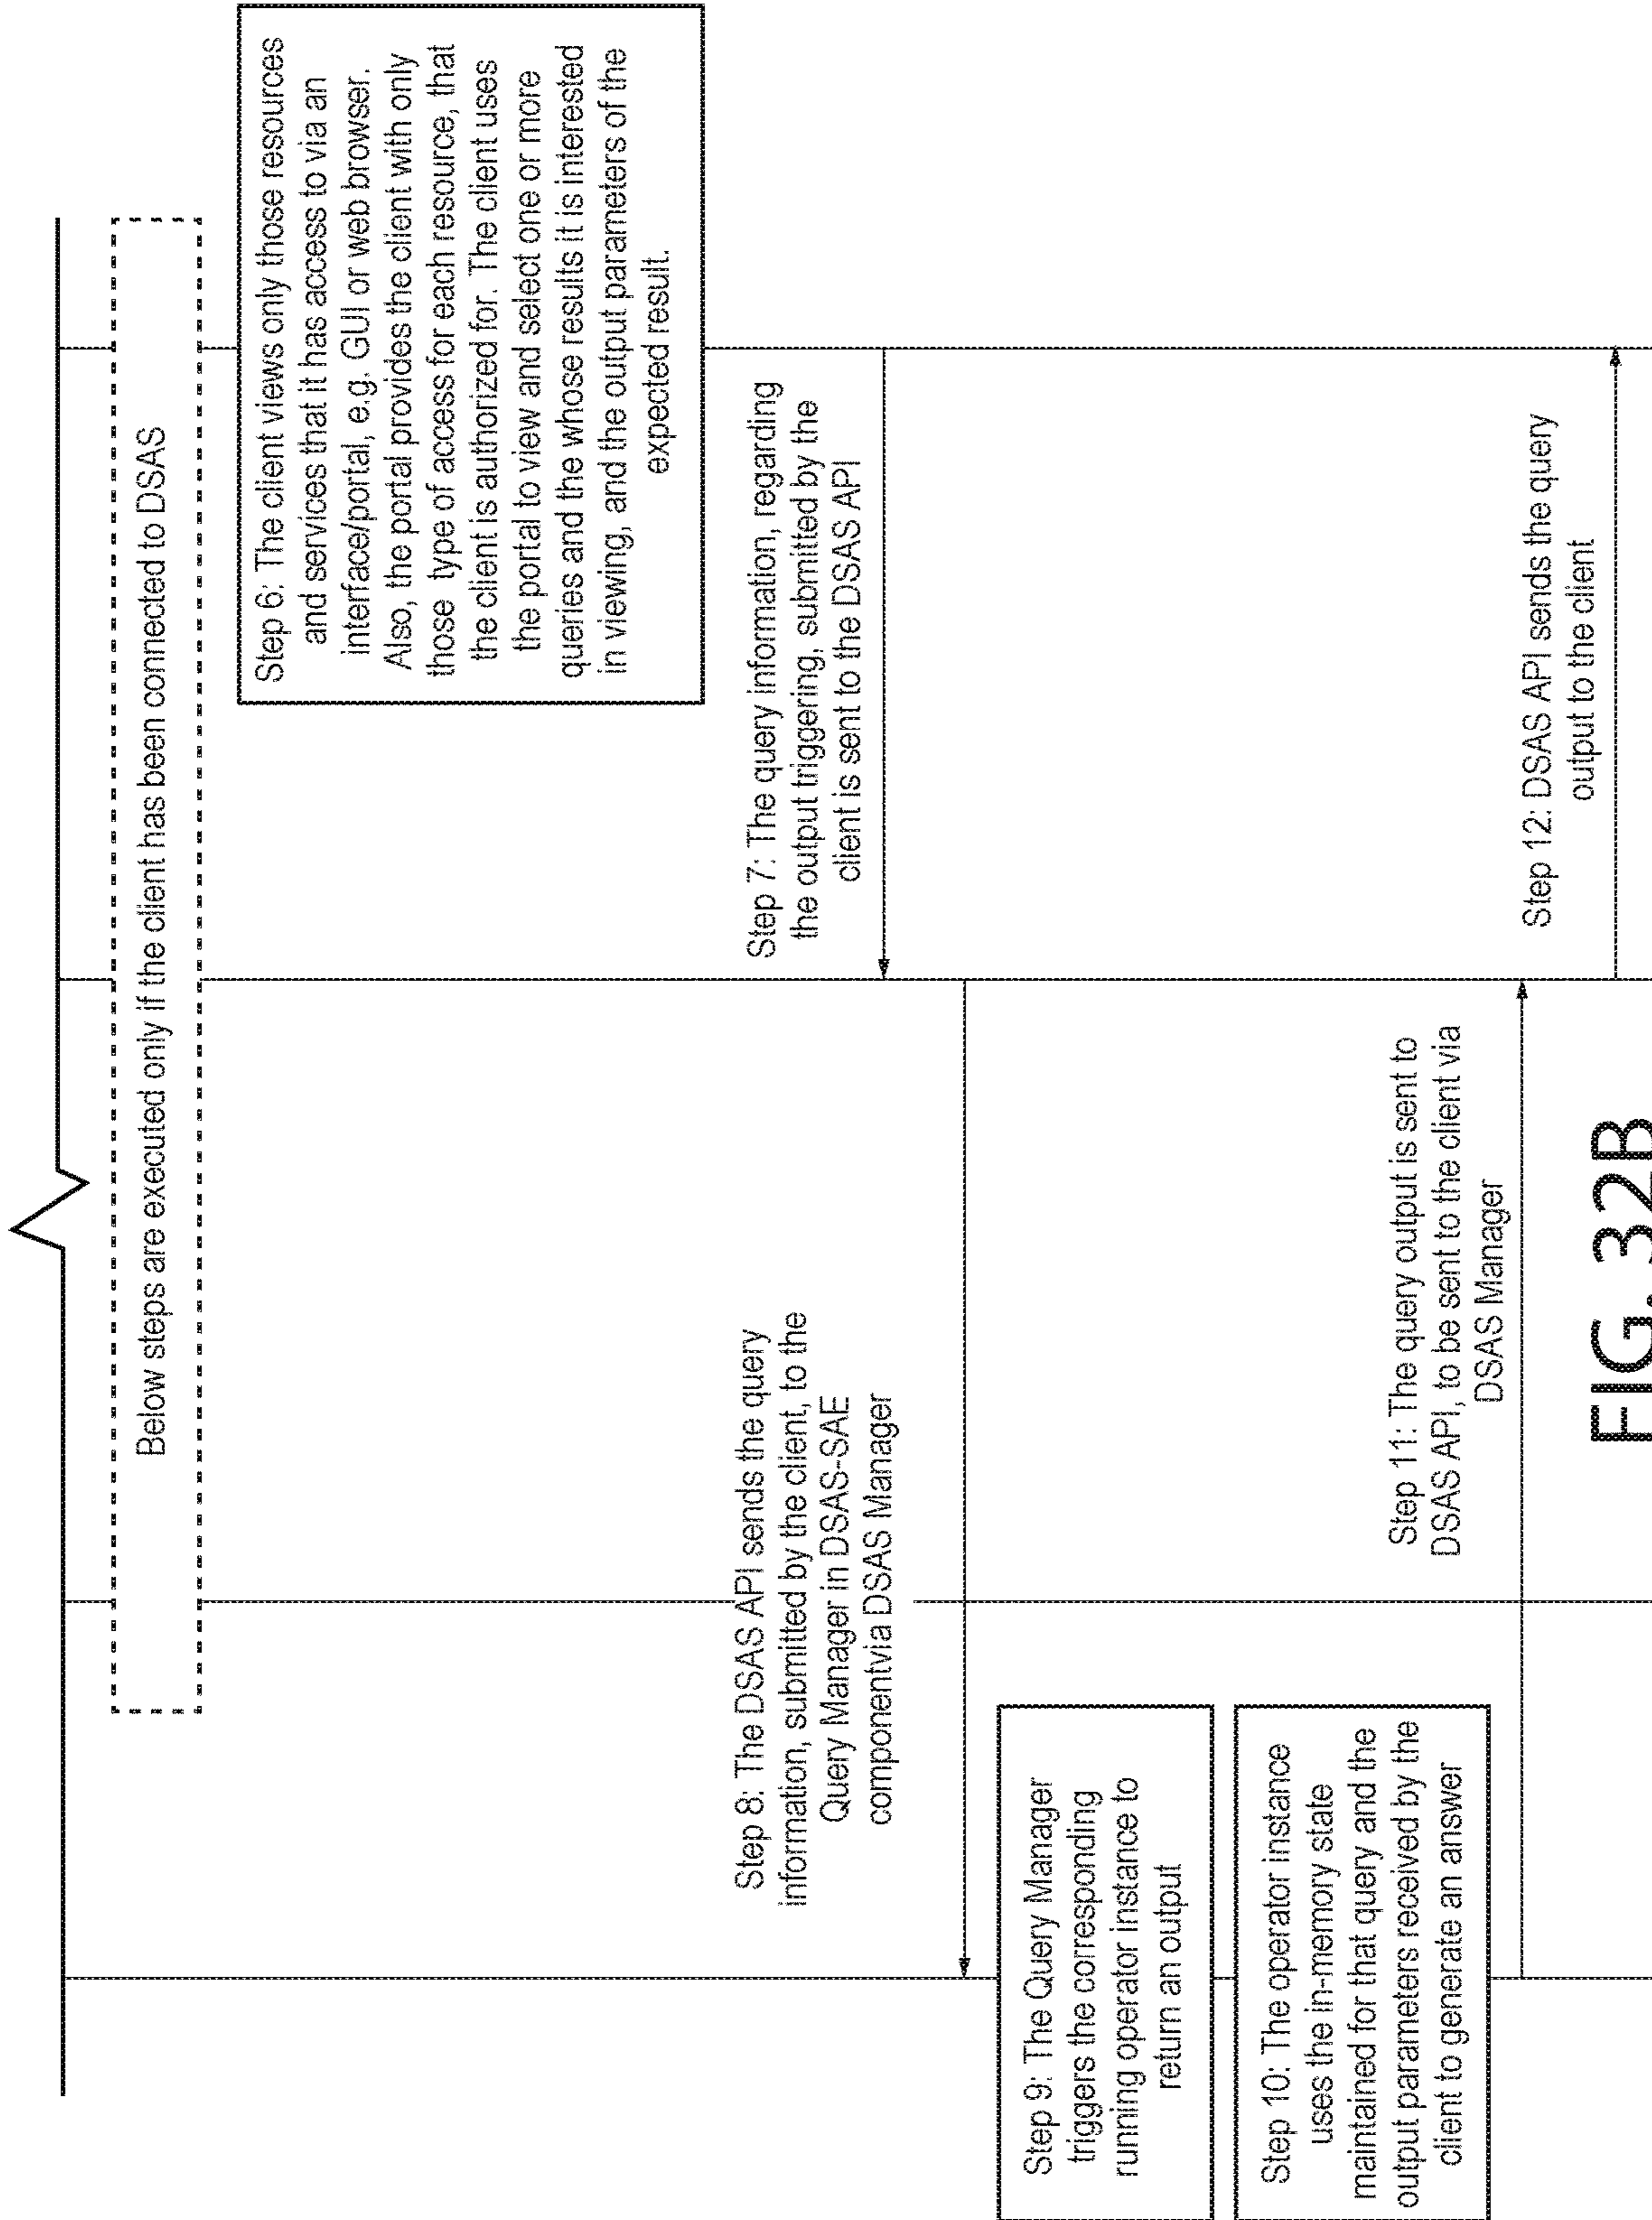 Below steps are executed only if the client has been connected to DSAS
Step 6: The client views only those resources
and services that it has access to via an
interface/portal, e.g. GUI or web browser.
Also, the portal provides the client with only
those type of access for each resource, that
the client is authorized for. The client uses
the portal to view and select one or more
queries and the whose results it is interested
in viewing, and the output parameters of the
expected result.
Step 7: The query information, regarding
the output triggering, submitted by the
client is sent to the DSAS API
Step 8: The DSAS API sends the query
information, submitted by the client, to the
Query Manager in DSAS-SAE
componentvia DSAS Manager
Step 9: The Query Manager
triggers the corresponding
running operator instance to
return an output
Step 10: The operator instance
uses the in-memory state
maintained for that query and the
output parameters received by the
client to generate an answer
Step 11: The query output is sent to
DSAS API, to be sent to the client via
DSAS Manager
Step 12: DSAS API sends the query
output to the client
FIG. 32B